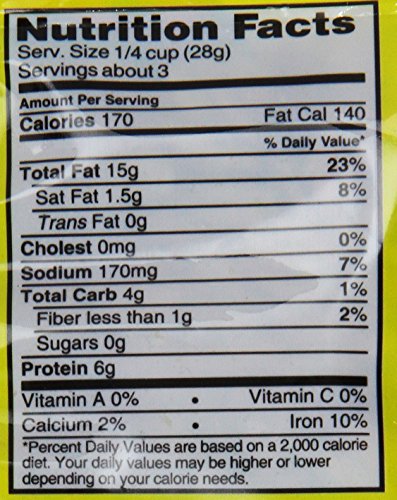 Nutrition Facts
Serv. Size 1/4 cup (28g)
Servings about 3
Amount Per Serving
Calories 170 Fat Cal 140
% Daily Value*
Total Fat 15g 23%
Sat Fat 1.5g 8%
Trans Fat 0g
Cholest 0mg 0%
Sodium 170mg 7%
Total Carb 4g 1%
Fiber less than 1g 2%
Sugars 0g
Protein 6g
Vitamin A 0% • Vitamin C 0%
Calcium 2% • Iron 10%
*Percent Daily Values are based on a 2,000 calorie
diet. Your daily values may be higher or lower
depending on your calorie needs.